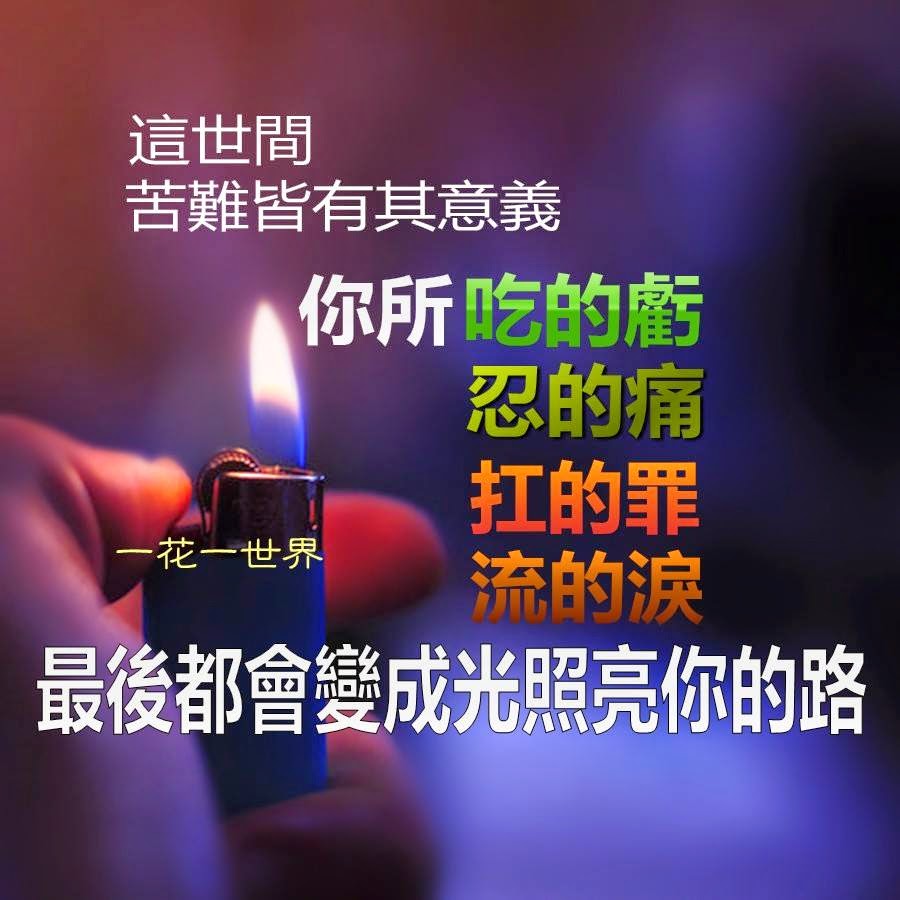 這世間
苦難皆有其意義
你所吃的虧
忍的痛
扛的罪
流的淚
一花一世界
最後都會變成光照亮你的路